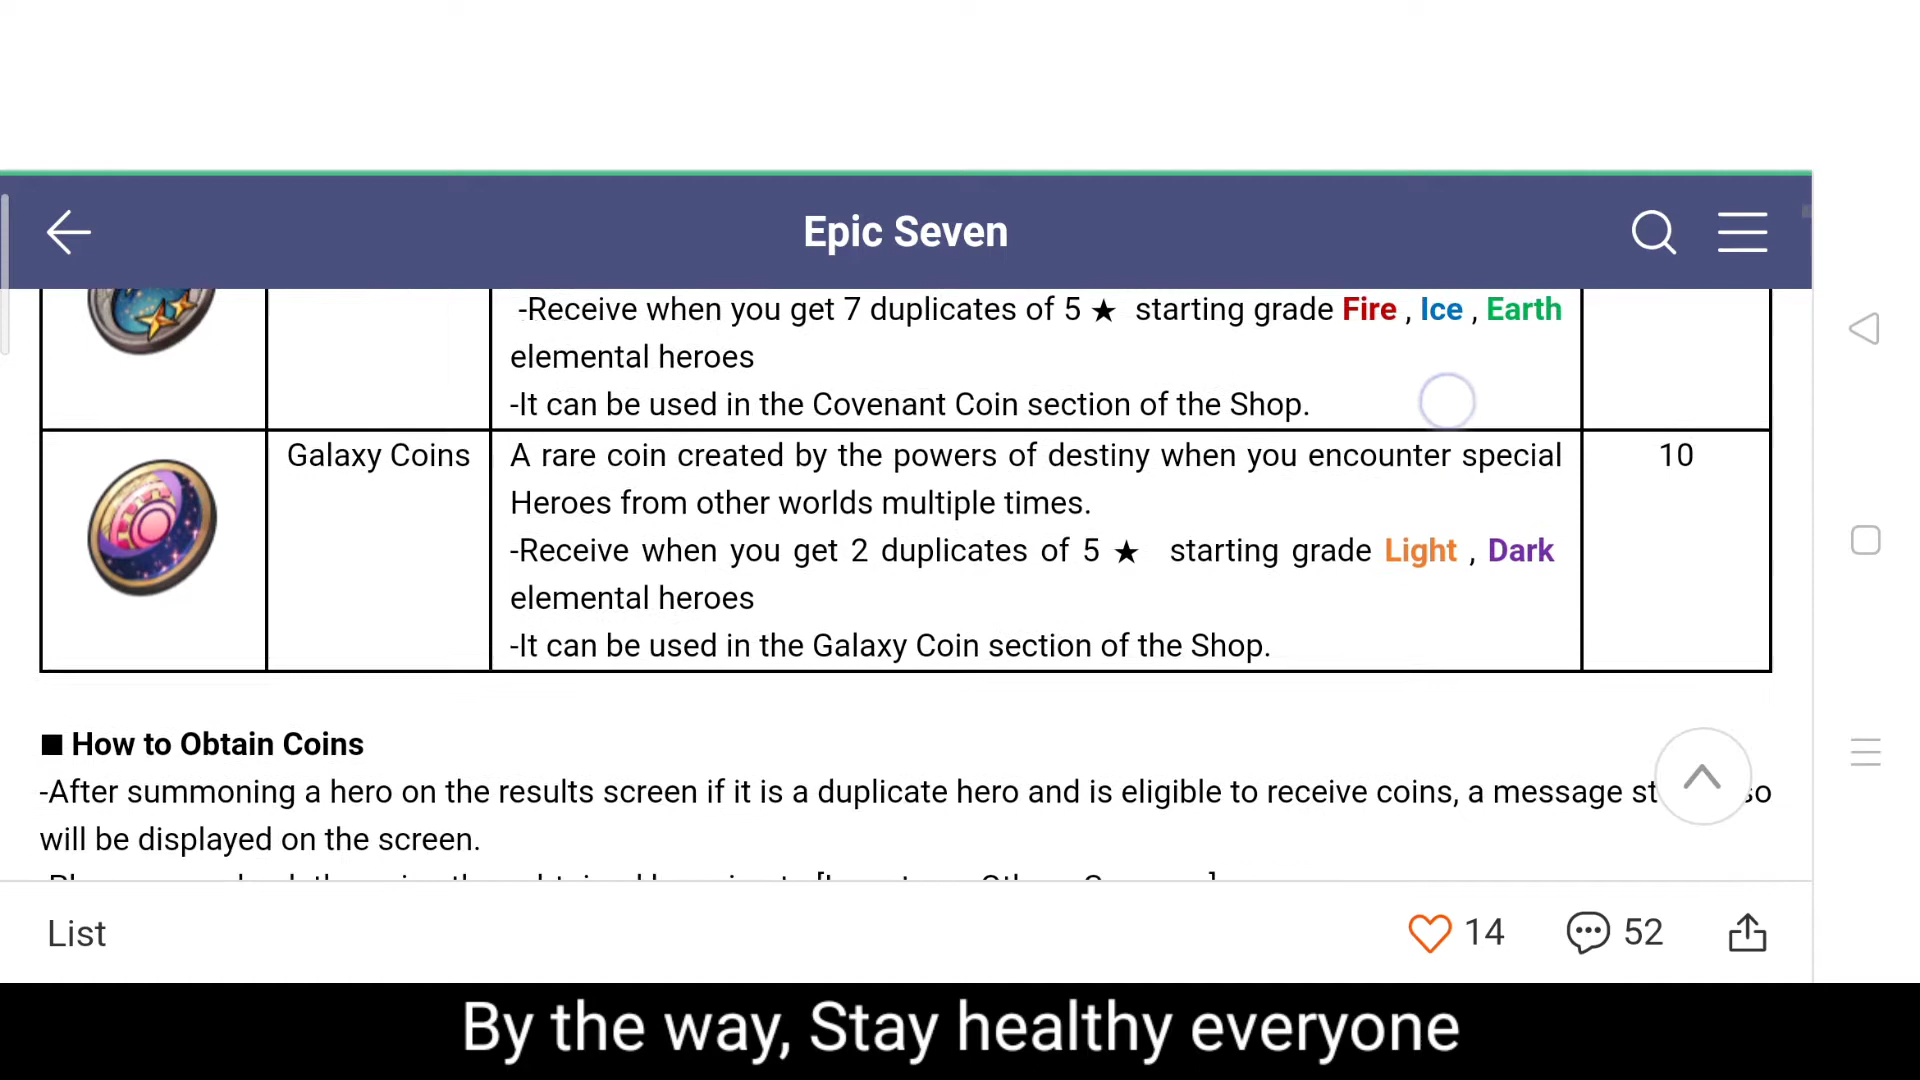 Epic Seven
-Receive when you get 7 duplicates of 5 ★ starting grade Fire , Ice , Earth
elemental heroes
-It can be used in the Covenant Coin section of the Shop.
Galaxy Coins
A rare coin created by the powers of destiny when you encounter special
Heroes from other worlds multiple times.
-Receive when you get 2 duplicates of 5 ★ starting grade Light , Dark
elemental heroes
-It can be used in the Galaxy Coin section of the Shop.
10
■ How to Obtain Coins
-After summoning a hero on the results screen if it is a duplicate hero and is eligible to receive coins, a message
will be displayed on the screen.
List
14
52
By the way, Stay healthy everyone